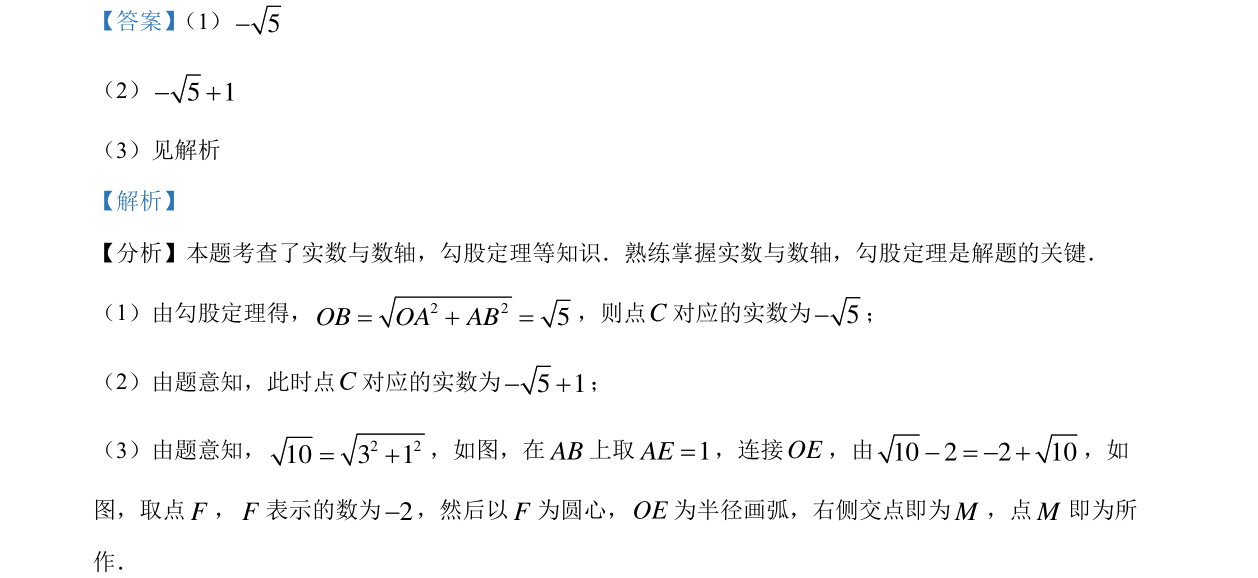 【答案】（1）−√5
（2）−√5+1
（3）见解析
【解析】
【分析】本题考查了实数与数轴，勾股定理等知识．熟练掌握实数与数轴，勾股定理是解题的关键．
（1）由勾股定理得，OB=√(OA²+AB²)=√5，则点C对应的实数为−√5；
（2）由题意知，此时点C对应的实数为−√5+1；
（3）由题意知，√10=√(3²+1²)，如图，在AB上取AE=1，连接OE，由√10−2=−2+√10，如
图，取点F，F表示的数为−2，然后以F为圆心，OE为半径画弧，右侧交点即为M，点M即为所
作．